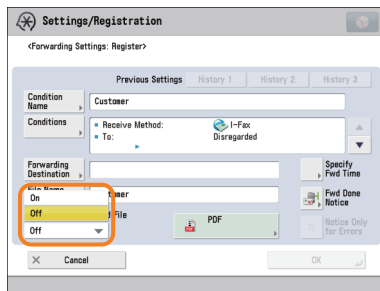 Settings/Registration
<Forwarding Settings: Register>
Previous Settings History 1 History 2 History 3
Condition
Name
Customer
Conditions
▪ Receive Method: I-Fax
▪ To: Disregarded
Forwarding
Destination
Specify
Fwd Time
File Name
On
Fwd Done
Notice
Off
File
PDF
Notice Only
for Errors
Off
Cancel
OK